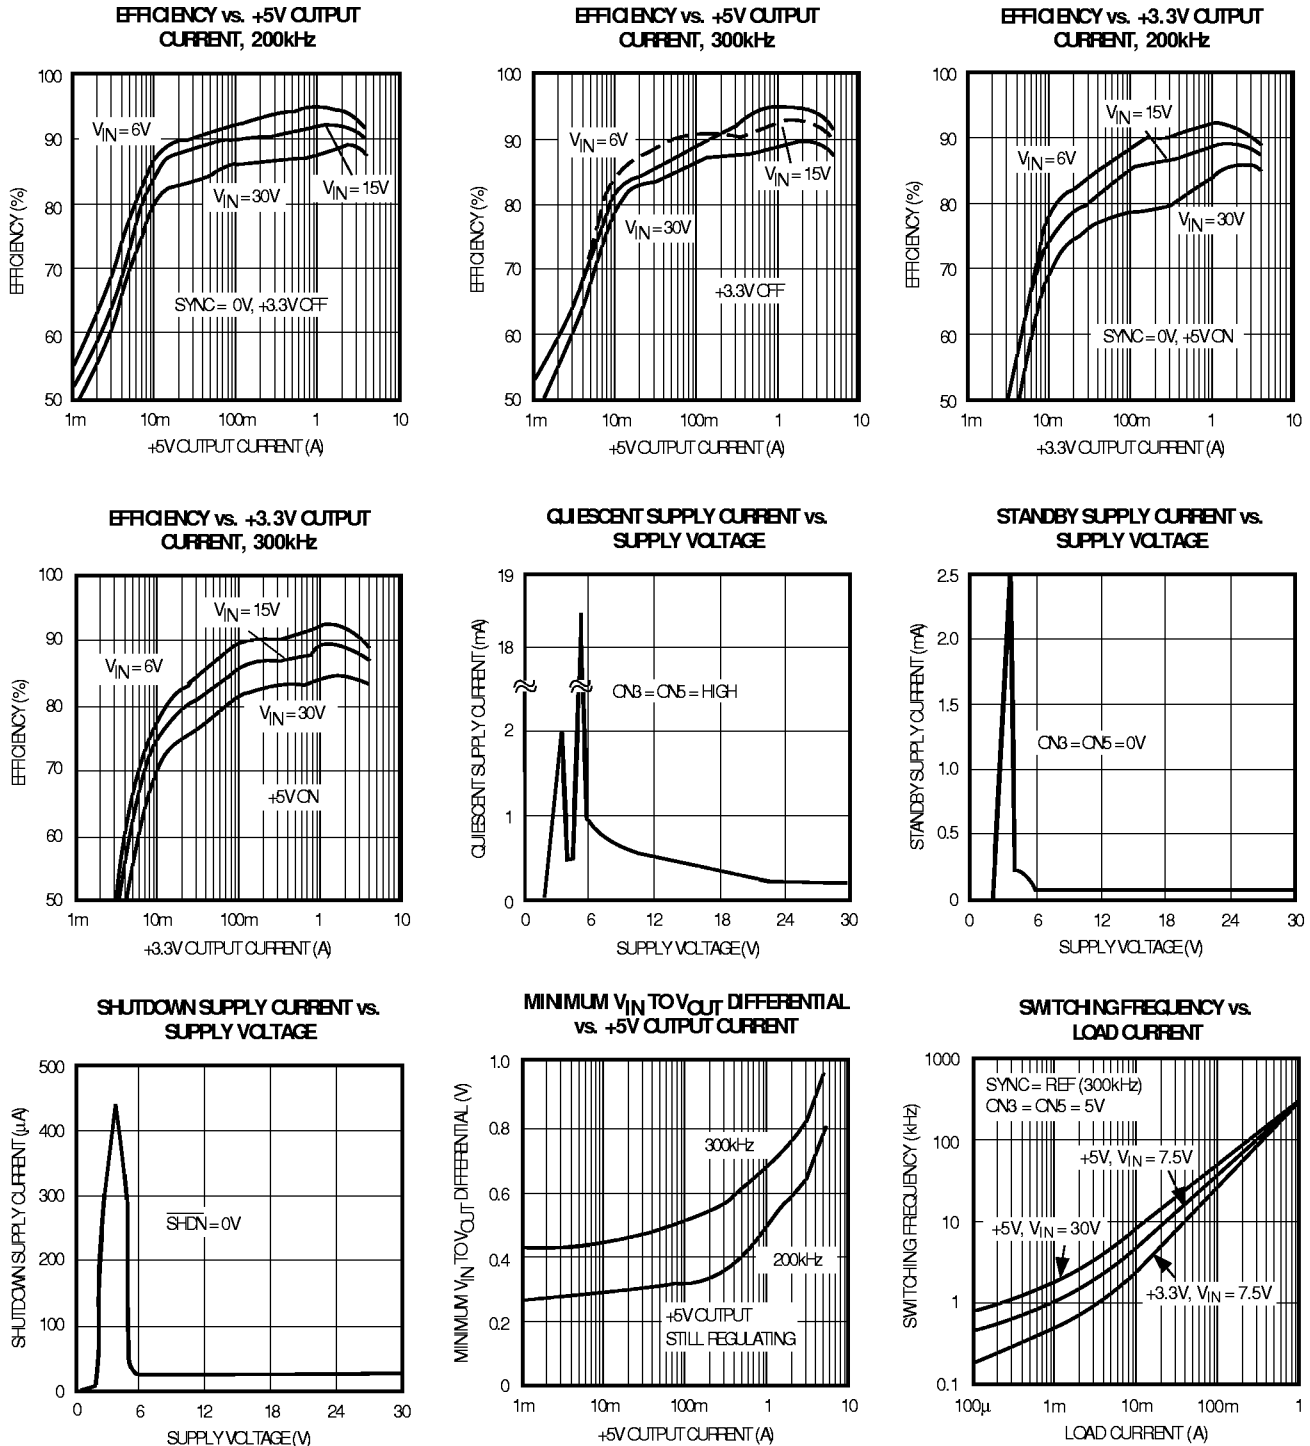 EFFICIENCY vs. +5V OUTPUT
CURRENT, 200kHz
100
90
80
70
60
50
EFFICIENCY (%)
VIN = 6V
VIN = 15V
VIN = 30V
SYNC = 0V, +3.3V OFF
1m
10m
100m
1
10
+5V OUTPUT CURRENT (A)
EFFICIENCY vs. +5V OUTPUT
CURRENT, 300kHz
100
90
80
70
60
50
EFFICIENCY (%)
VIN = 6V
VIN = 15V
VIN = 30V
+3.3V OFF
1m
10m
100m
1
10
+5V OUTPUT CURRENT (A)
EFFICIENCY vs. +3.3V OUTPUT
CURRENT, 200kHz
100
90
80
70
60
50
EFFICIENCY (%)
VIN = 15V
VIN = 6V
VIN = 30V
SYNC = 0V, +5V ON
1m
10m
100m
1
10
+3.3V OUTPUT CURRENT (A)
EFFICIENCY vs. +3.3V OUTPUT
CURRENT, 300kHz
100
90
80
70
60
50
EFFICIENCY (%)
VIN = 15V
VIN = 6V
VIN = 30V
+5V ON
1m
10m
100m
1
10
+3.3V OUTPUT CURRENT (A)
QUIESCENT SUPPLY CURRENT vs.
SUPPLY VOLTAGE
19
18
2
1
0
QUIESCENT SUPPLY CURRENT (mA)
ON3 = ON5 = HIGH
0
6
12
18
24
30
SUPPLY VOLTAGE (V)
STANDBY SUPPLY CURRENT vs.
SUPPLY VOLTAGE
2.5
2.0
1.5
1.0
0.5
0
STANDBY SUPPLY CURRENT (mA)
ON3 = ON5 = 0V
0
6
12
18
24
30
SUPPLY VOLTAGE (V)
SHUTDOWN SUPPLY CURRENT vs.
SUPPLY VOLTAGE
500
400
300
200
100
0
SHUTDOWN SUPPLY CURRENT (µA)
SHDN = 0V
0
6
12
18
24
30
SUPPLY VOLTAGE (V)
MINIMUM VIN TO VOUT DIFFERENTIAL
vs. +5V OUTPUT CURRENT
1.0
0.8
0.6
0.4
0.2
0
MINIMUM VIN TO VOUT DIFFERENTIAL (V)
300kHz
200kHz
+5V OUTPUT
STILL REGULATING
1m
10m
100m
1
10
+5V OUTPUT CURRENT (A)
SWITCHING FREQUENCY vs.
LOAD CURRENT
1000
100
10
1
0.1
SWITCHING FREQUENCY (kHz)
SYNC = REF (300kHz)
ON3 = ON5 = 5V
+5V, VIN = 7.5V
+5V, VIN = 30V
+3.3V, VIN = 7.5V
100µ
1m
10m
100m
1
LOAD CURRENT (A)